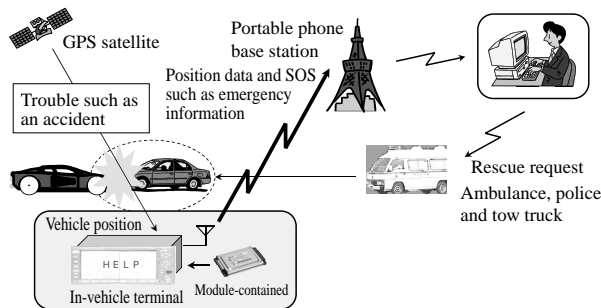 GPS satellite
Portable phone
base station
Position data and SOS
such as emergency
information
Trouble such as
an accident
Rescue request
Ambulance, police
and tow truck
Vehicle position
HELP
In-vehicle terminal
Module-contained